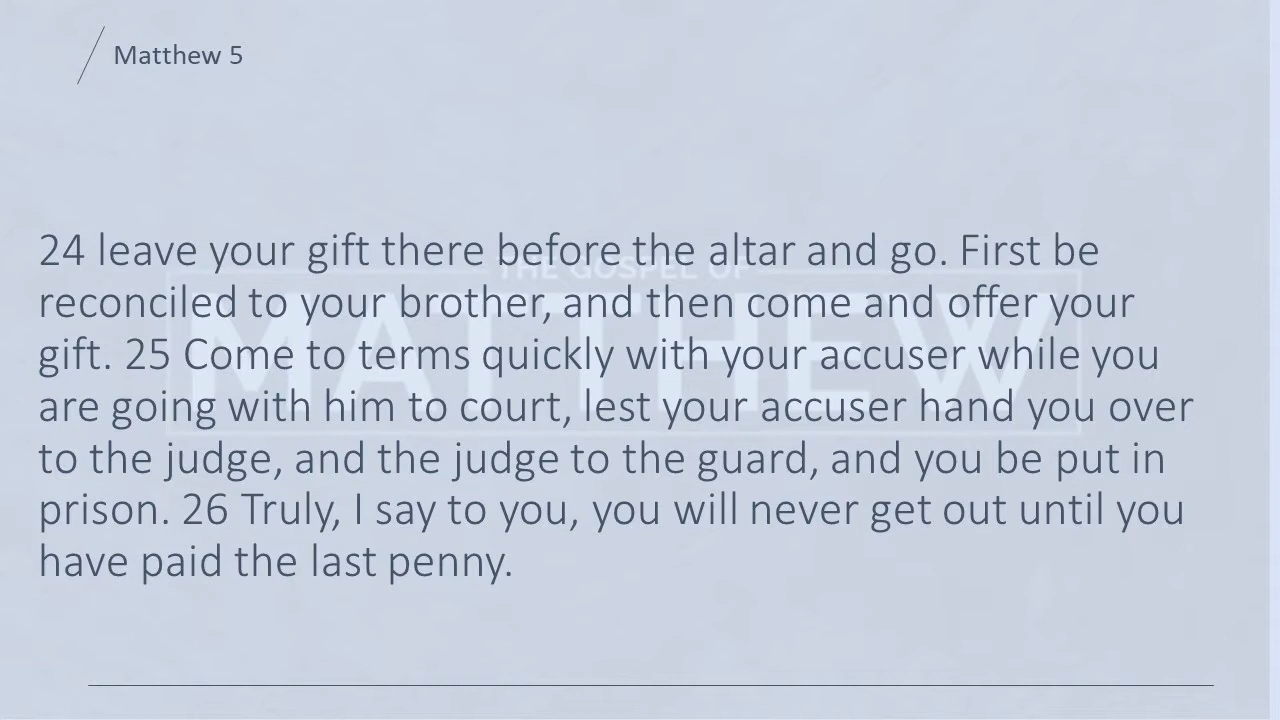 Matthew 5
THE GOSPEL OF
MATTHEW
24 leave your gift there before the altar and go. First be
reconciled to your brother, and then come and offer your
gift. 25 Come to terms quickly with your accuser while you
are going with him to court, lest your accuser hand you over
to the judge, and the judge to the guard, and you be put in
prison. 26 Truly, I say to you, you will never get out until you
have paid the last penny.